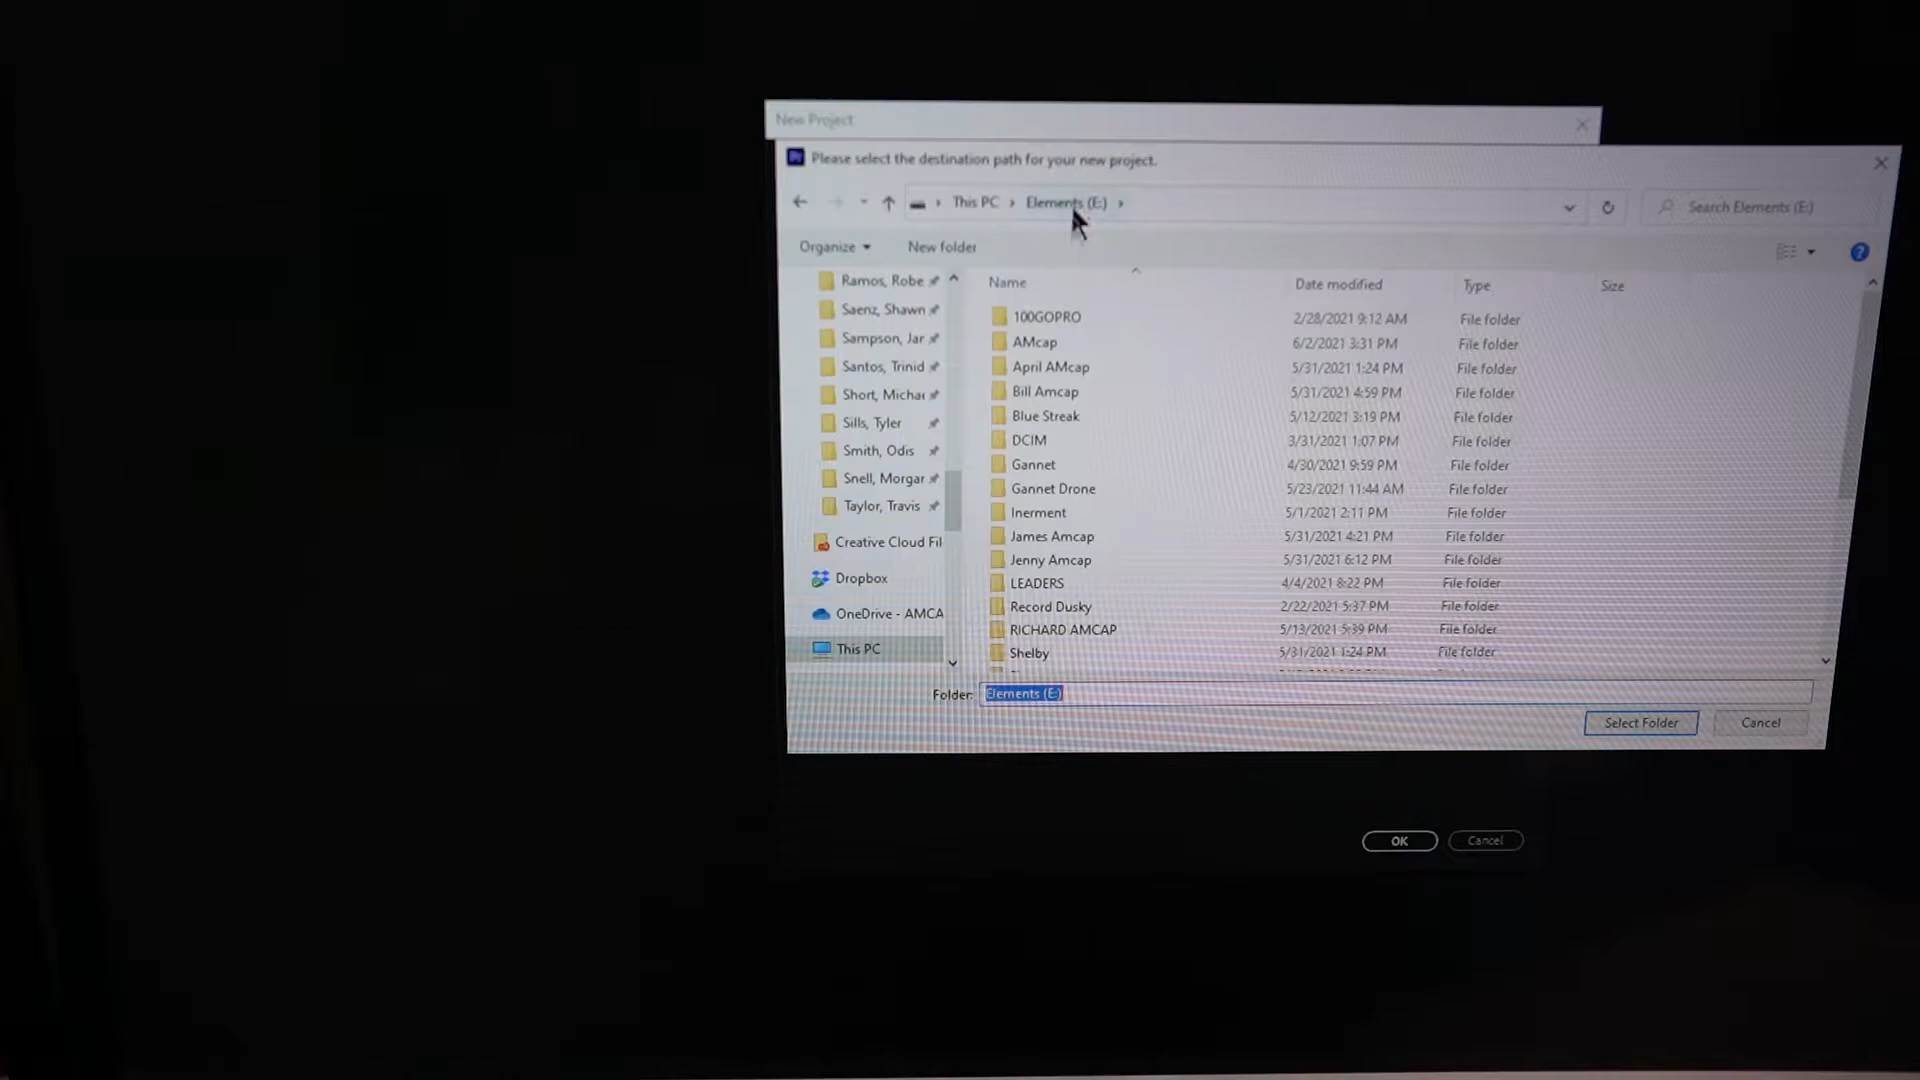 New Project
Please select the destination path for your new project.
This PC > Elements (E:) >
Search Elements (E:)
Organize
New folder
Name
Date modified
Type
Size
Ramos, Robe
Saenz, Shawn
Sampson, Jar
Santos, Trinid
Short, Michae
Sills, Tyler
Smith, Odis
Snell, Morgar
Taylor, Travis
Creative Cloud Fil
Dropbox
OneDrive - AMCA
This PC
100GOPRO 2/28/2021 9:12 AM File folder
AMcap 6/2/2021 3:31 PM File folder
April AMcap 5/31/2021 1:24 PM File folder
Bill Amcap 5/31/2021 4:59 PM File folder
Blue Streak 5/12/2021 3:19 PM File folder
DCIM 3/31/2021 1:07 PM File folder
Gannet 4/30/2021 9:59 PM File folder
Gannet Drone 5/23/2021 11:44 AM File folder
Inerment 5/1/2021 2:11 PM File folder
James Amcap 5/31/2021 4:21 PM File folder
Jenny Amcap 5/31/2021 6:12 PM File folder
LEADERS 4/4/2021 8:22 PM File folder
Record Dusky 2/22/2021 5:37 PM File folder
RICHARD AMCAP 5/13/2021 5:39 PM File folder
Shelby 5/31/2021 1:24 PM File folder
Folder: Elements (E:)
Select Folder
Cancel
OK
Cancel